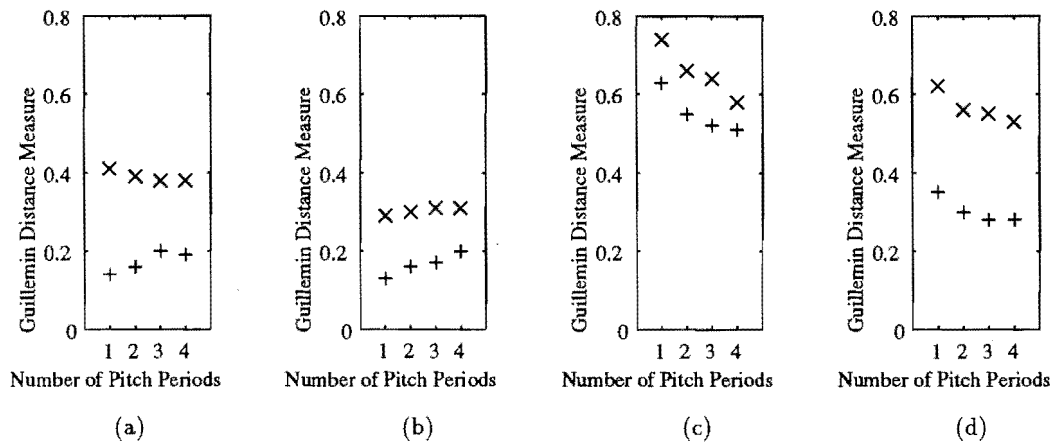 Guillemin Distance Measure
0.8
0.6
0.4
0.2
0
1 2 3 4
Number of Pitch Periods
(a)
Guillemin Distance Measure
0.8
0.6
0.4
0.2
0
1 2 3 4
Number of Pitch Periods
(b)
Guillemin Distance Measure
0.8
0.6
0.4
0.2
0
1 2 3 4
Number of Pitch Periods
(c)
Guillemin Distance Measure
0.8
0.6
0.4
0.2
0
1 2 3 4
Number of Pitch Periods
(d)